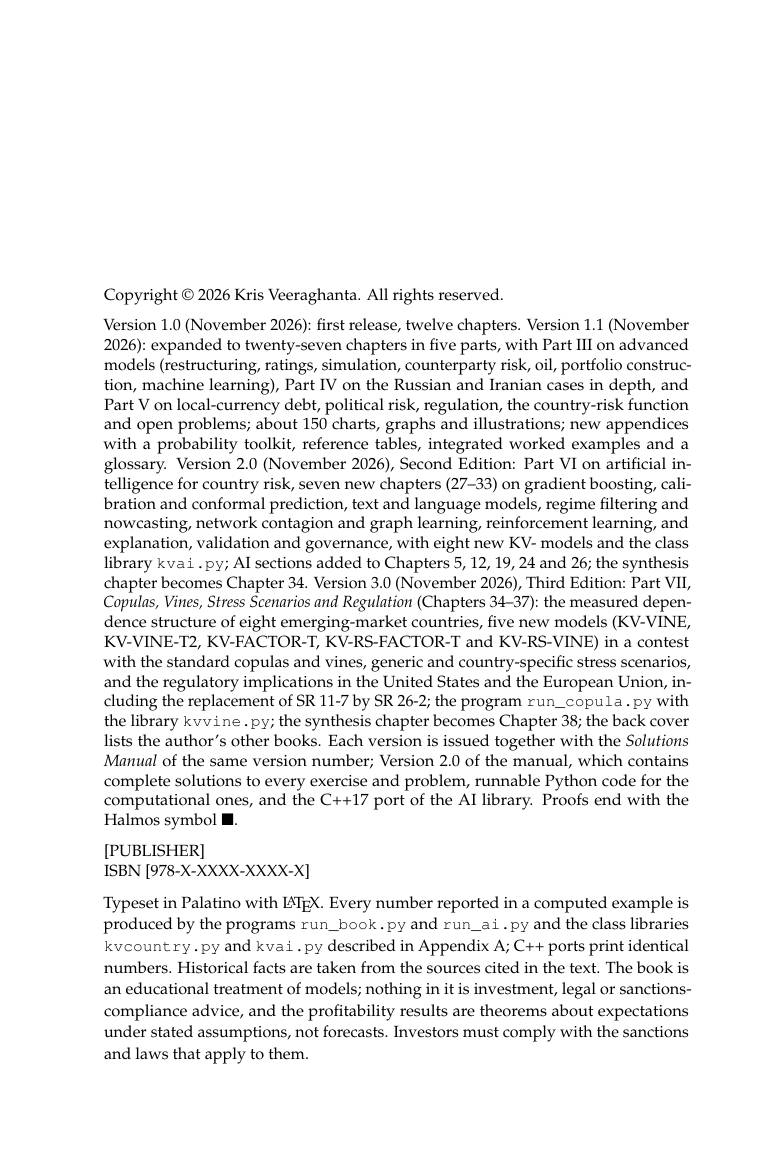 Copyright © 2026 Kris Veeraghanta. All rights reserved.
Version 1.0 (November 2026): first release, twelve chapters. Version 1.1 (November
2026): expanded to twenty-seven chapters in five parts, with Part III on advanced
models (restructuring, ratings, simulation, counterparty risk, oil, portfolio construc-
tion, machine learning), Part IV on the Russian and Iranian cases in depth, and
Part V on local-currency debt, political risk, regulation, the country-risk function
and open problems; about 150 charts, graphs and illustrations; new appendices
with a probability toolkit, reference tables, integrated worked examples and a
glossary. Version 2.0 (November 2026), Second Edition: Part VI on artificial in-
telligence for country risk, seven new chapters (27–33) on gradient boosting, cali-
bration and conformal prediction, text and language models, regime filtering and
nowcasting, network contagion and graph learning, reinforcement learning, and
explanation, validation and governance, with eight new KV- models and the class
library kvai.py; AI sections added to Chapters 5, 12, 19, 24 and 26; the synthesis
chapter becomes Chapter 34. Version 3.0 (November 2026), Third Edition: Part VII,
Copulas, Vines, Stress Scenarios and Regulation (Chapters 34–37): the measured depen-
dence structure of eight emerging-market countries, five new models (KV-VINE,
KV-VINE-T2, KV-FACTOR-T, KV-RS-FACTOR-T and KV-RS-VINE) in a contest
with the standard copulas and vines, generic and country-specific stress scenarios,
and the regulatory implications in the United States and the European Union, in-
cluding the replacement of SR 11-7 by SR 26-2; the program run_copula.py with
the library kvvine.py; the synthesis chapter becomes Chapter 38; the back cover
lists the author's other books. Each version is issued together with the Solutions
Manual of the same version number; Version 2.0 of the manual, which contains
complete solutions to every exercise and problem, runnable Python code for the
computational ones, and the C++17 port of the AI library. Proofs end with the
Halmos symbol ■.
[PUBLISHER]
ISBN [978-X-XXXX-XXXX-X]
Typeset in Palatino with LATEX. Every number reported in a computed example is
produced by the programs run_book.py and run_ai.py and the class libraries
kvcountry.py and kvai.py described in Appendix A; C++ ports print identical
numbers. Historical facts are taken from the sources cited in the text. The book is
an educational treatment of models; nothing in it is investment, legal or sanctions-
compliance advice, and the profitability results are theorems about expectations
under stated assumptions, not forecasts. Investors must comply with the sanctions
and laws that apply to them.